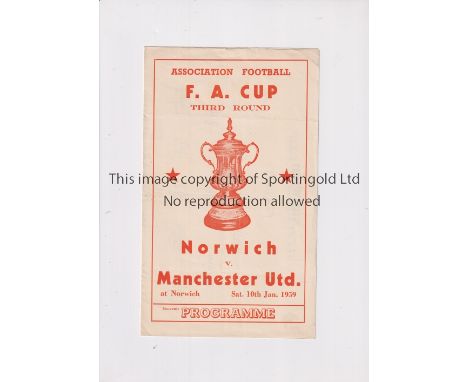 ASSOCIATION FOOTBALL
F. A. CUP
THIRD ROUND
This image copyright of Sportingold Ltd
No reproduction allowed
Norwich
v.
Manchester Utd.
at Norwich Sat. 10th Jan. 1959
Souvenir PROGRAMME